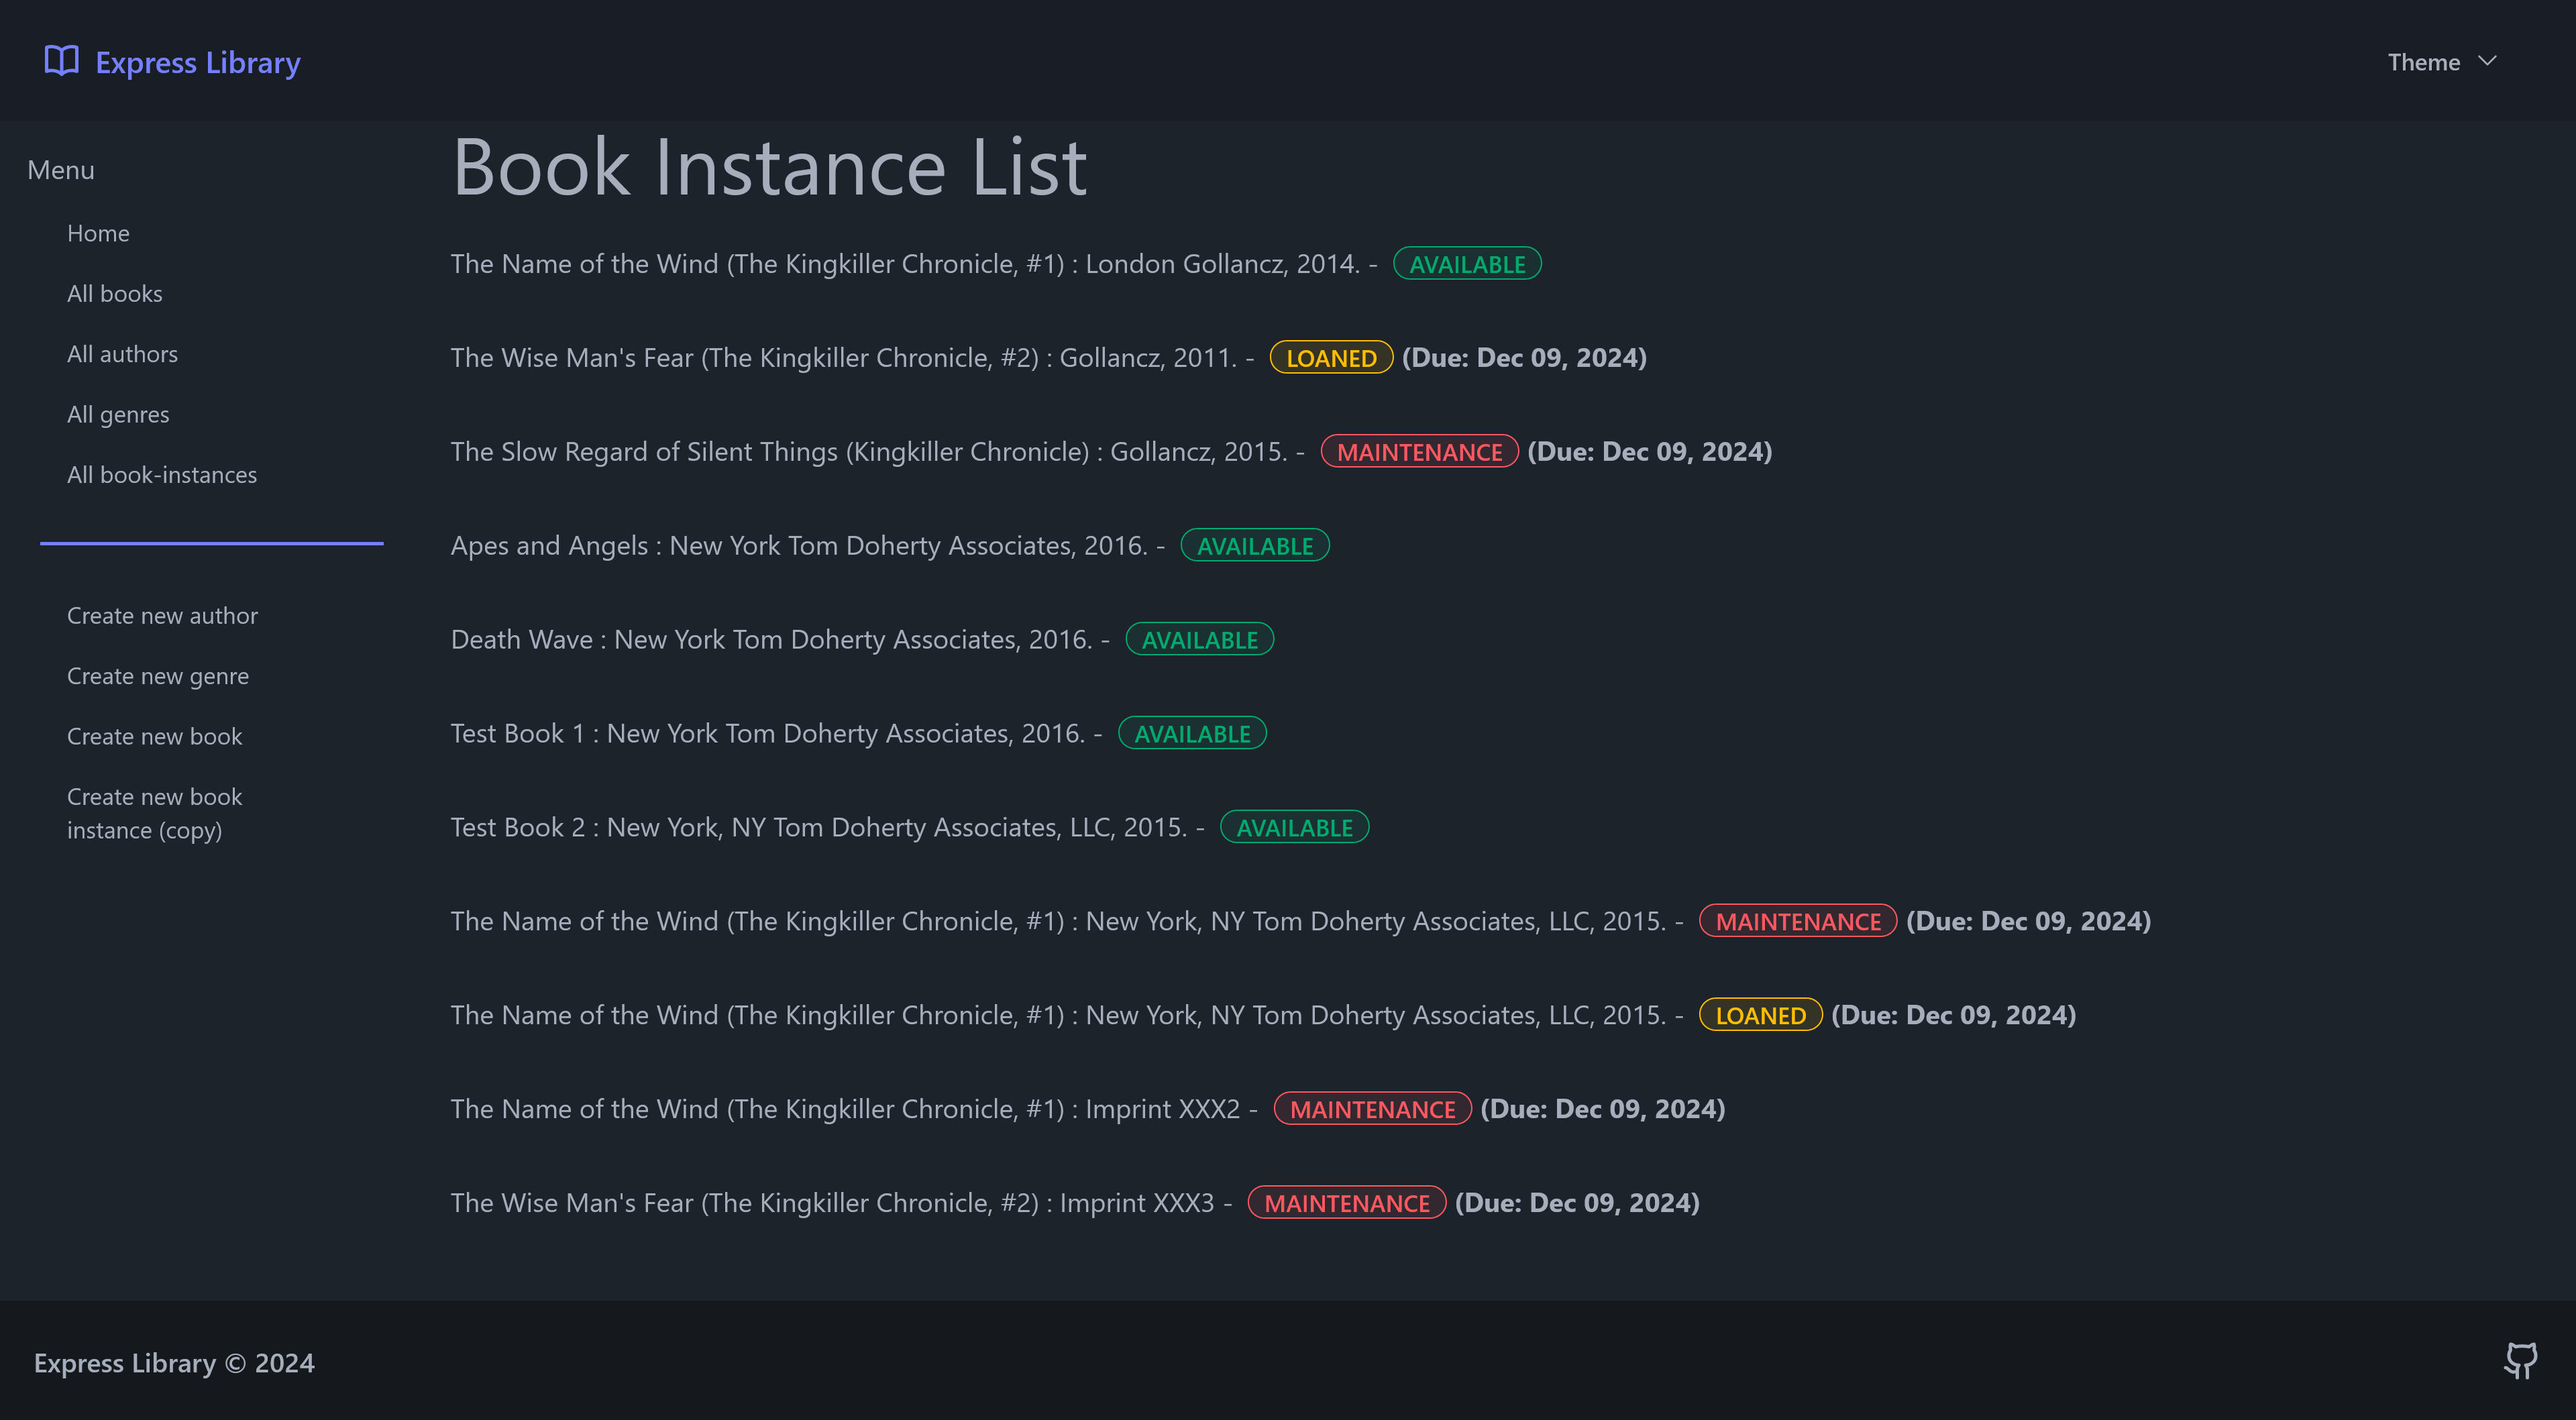 Express Library
Theme
Menu
Home
All books
All authors
All genres
All book-instances
Create new author
Create new genre
Create new book
Create new book
instance (copy)
Book Instance List
The Name of the Wind (The Kingkiller Chronicle, #1) : London Gollancz, 2014. - AVAILABLE
The Wise Man's Fear (The Kingkiller Chronicle, #2) : Gollancz, 2011. - LOANED (Due: Dec 09, 2024)
The Slow Regard of Silent Things (Kingkiller Chronicle) : Gollancz, 2015. - MAINTENANCE (Due: Dec 09, 2024)
Apes and Angels : New York Tom Doherty Associates, 2016. - AVAILABLE
Death Wave : New York Tom Doherty Associates, 2016. - AVAILABLE
Test Book 1 : New York Tom Doherty Associates, 2016. - AVAILABLE
Test Book 2 : New York, NY Tom Doherty Associates, LLC, 2015. - AVAILABLE
The Name of the Wind (The Kingkiller Chronicle, #1) : New York, NY Tom Doherty Associates, LLC, 2015. - MAINTENANCE (Due: Dec 09, 2024)
The Name of the Wind (The Kingkiller Chronicle, #1) : New York, NY Tom Doherty Associates, LLC, 2015. - LOANED (Due: Dec 09, 2024)
The Name of the Wind (The Kingkiller Chronicle, #1) : Imprint XXX2 - MAINTENANCE (Due: Dec 09, 2024)
The Wise Man's Fear (The Kingkiller Chronicle, #2) : Imprint XXX3 - MAINTENANCE (Due: Dec 09, 2024)
Express Library © 2024